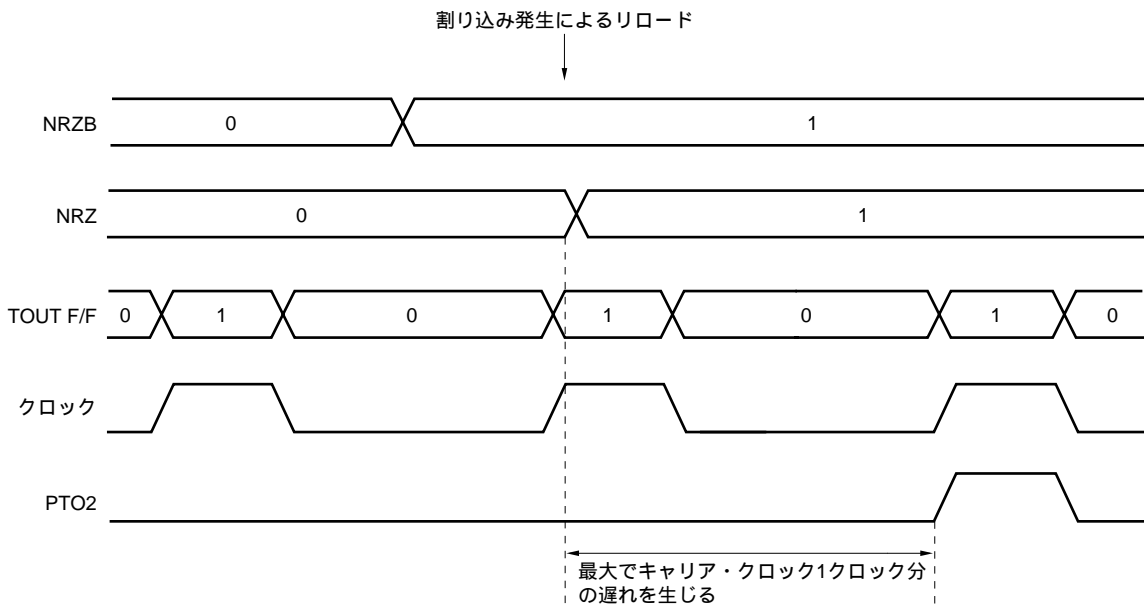 割り込み発生によるリロード
NRZB 0 1
NRZ 0 1
TOUT F/F 0 1 0 1 0 1 0
クロック
PTO2
最大でキャリア・クロック1クロック分
の遅れを生じる